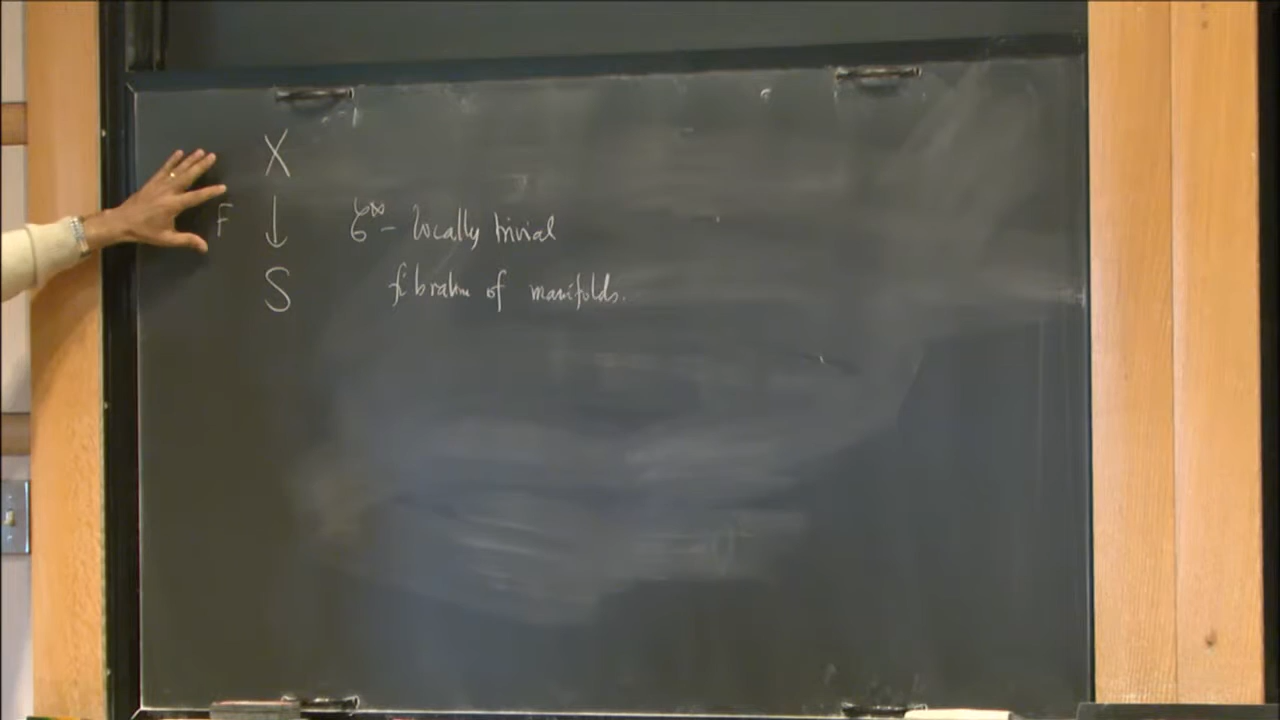 X
F ↓ C^∞ - locally trivial
S fibration of manifolds.